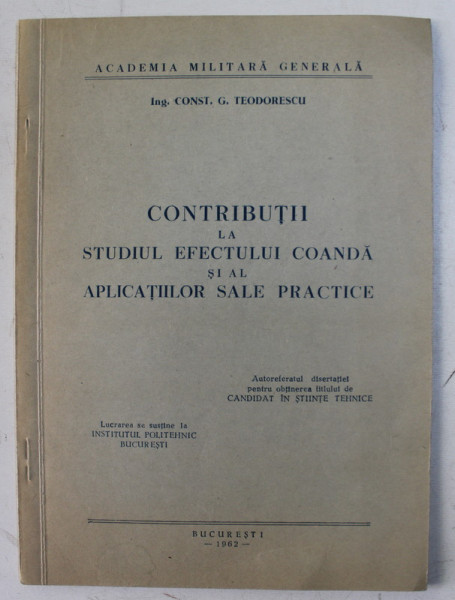 ACADEMIA MILITARĂ GENERALĂ
Ing. CONST. G. TEODORESCU
CONTRIBUȚII
LA
STUDIUL EFECTULUI COANDĂ
ȘI AL
APLICAȚIILOR SALE PRACTICE
Autoreferatul disertației
pentru obținerea titlului de
CANDIDAT ÎN ȘTIINȚE TEHNICE
Lucrarea se susține la
INSTITUTUL POLITEHNIC
BUCUREȘTI
BUCUREȘTI
— 1962 —